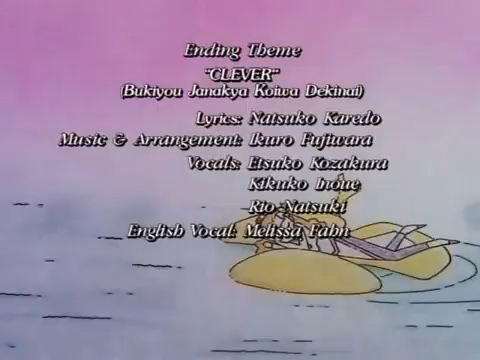 Ending Theme
"CLEVER"
(Bukiyou Janakya Koiwa Dekinai)
Lyrics: Natsuko Karedo
Music & Arrangement: Ikuro Fujiwara
Vocals: Etsuko Kozakura
Kikuko Inoue
Rio Natsuki
English Vocal: Melissa Fahn